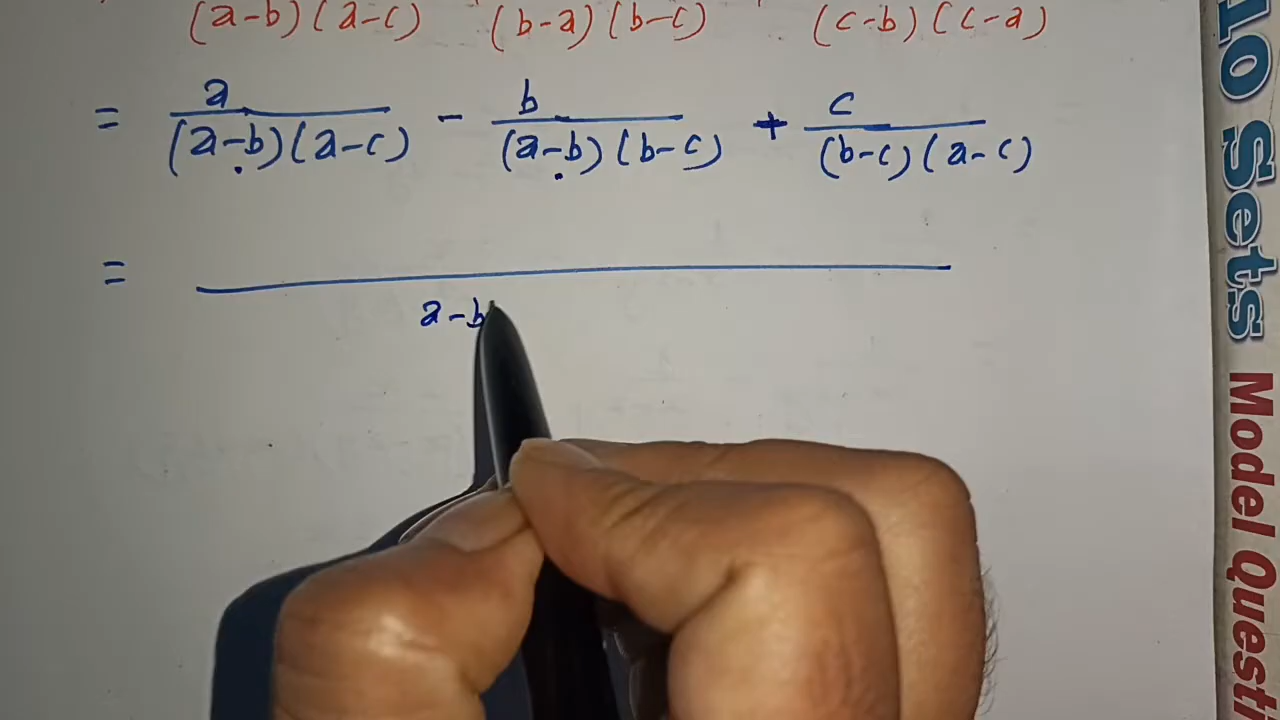 (a-b)(a-c) (b-a)(b-c) (c-b)(c-a)
= a/(a-b)(a-c) - b/(a-b)(b-c) + c/(b-c)(a-c)
=
a-b
10 Sets Model Questi